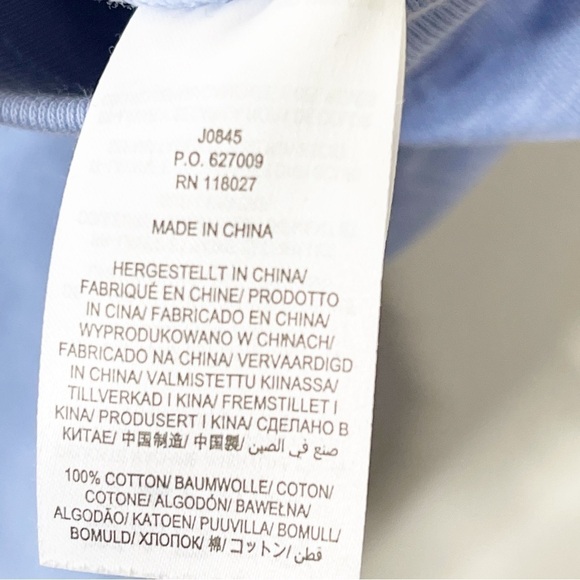 J0845
P.O. 627009
RN 118027
MADE IN CHINA
HERGESTELLT IN CHINA/
FABRIQUÉ EN CHINE/ PRODOTTO
IN CINA/ FABRICADO EN CHINA/
WYPRODUKOWANO W CHINACH/
FABRICADO NA CHINA/ VERVAARDIGD
IN CHINA/ VALMISTETTU KIINASSA/
TILLVERKAD I KINA/ FREMSTILLET I
KINA/ PRODUSERT I KINA/ СДЕЛАНО В
КИТАЕ/ 中国制造/ 中国製/ صنع في الصين
100% COTTON/ BAUMWOLLE/ COTON/
COTONE/ ALGODÓN/ BAWEŁNA/
ALGODÃO/ KATOEN/ PUUVILLA/ BOMULL/
BOMULD/ ХЛОПОК/ 棉/ コットン/ قطن